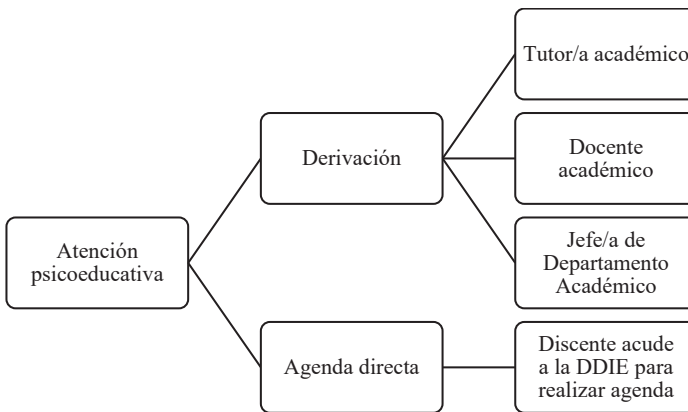 Tutor/a académico
Derivación
Docente
académico
Atención
psicoeducativa
Jefe/a de
Departamento
Académico
Agenda directa
Discente acude
a la DDIE para
realizar agenda